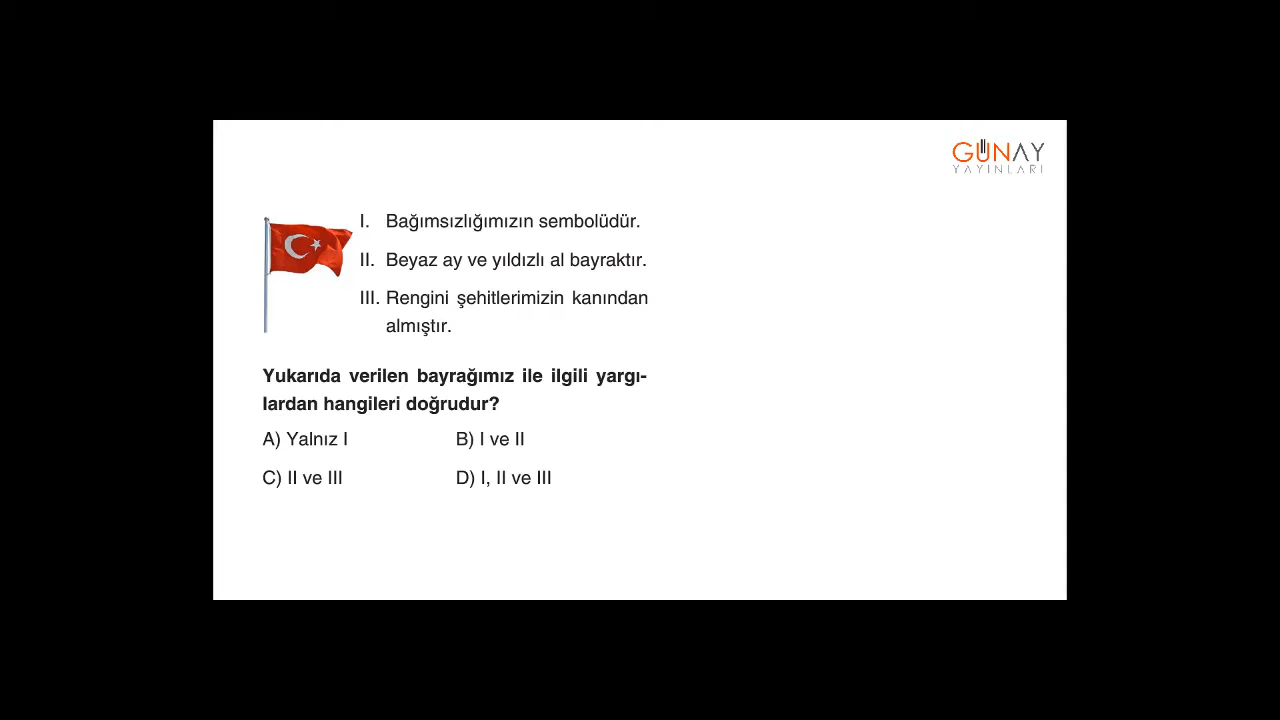 GÜNAY
YAYINLARI
I. Bağımsızlığımızın sembolüdür.
II. Beyaz ay ve yıldızlı al bayraktır.
III. Rengini şehitlerimizin kanından
almıştır.
Yukarıda verilen bayrağımız ile ilgili yargı-
lardan hangileri doğrudur?
A) Yalnız I B) I ve II
C) II ve III D) I, II ve III